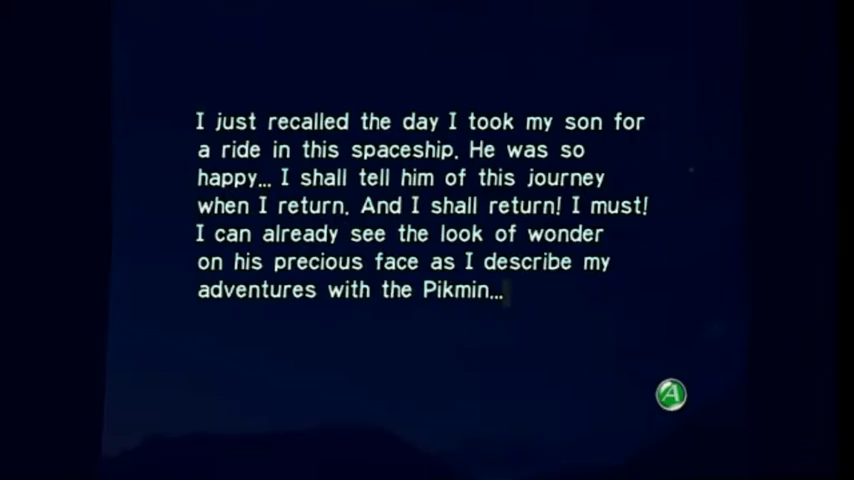 I just recalled the day I took my son for
a ride in this spaceship. He was so
happy... I shall tell him of this journey
when I return. And I shall return! I must!
I can already see the look of wonder
on his precious face as I describe my
adventures with the Pikmin...
A